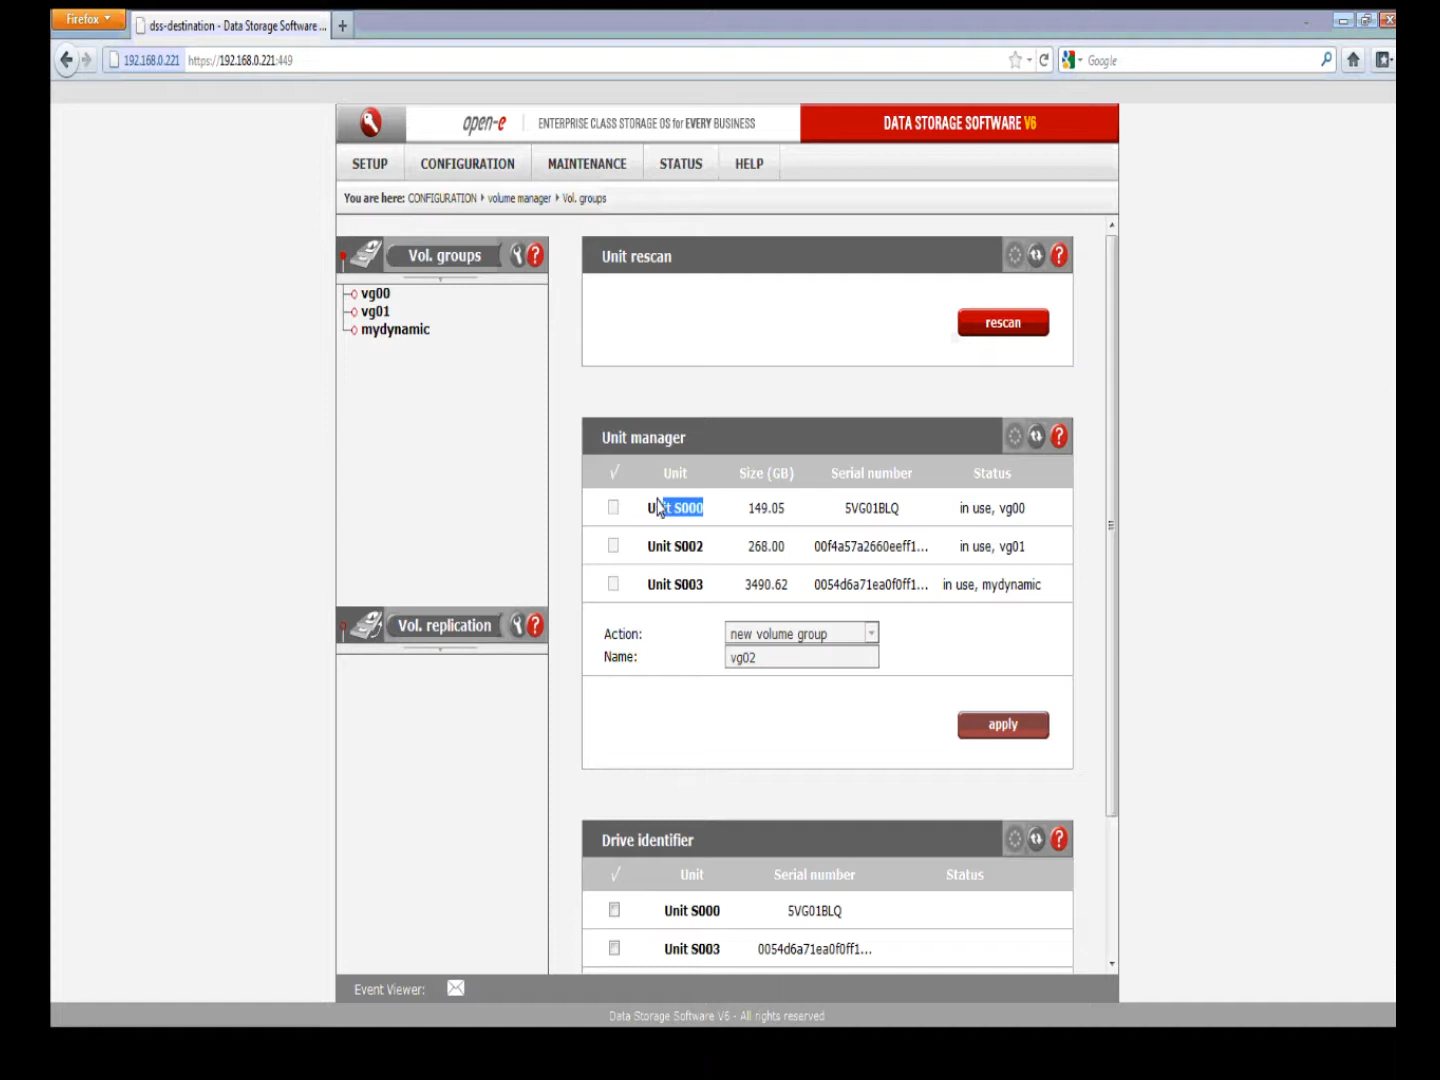 Firefox
dss-destination - Data Storage Software ...
192.168.0.221 https://192.168.0.221:449
Google
open-e ENTERPRISE CLASS STORAGE OS for EVERY BUSINESS
DATA STORAGE SOFTWARE V6
SETUP CONFIGURATION MAINTENANCE STATUS HELP
You are here: CONFIGURATION volume manager Vol. groups
Vol. groups
vg00
vg01
mydynamic
Vol. replication
Unit rescan
rescan
Unit manager
Unit Size (GB) Serial number Status
Unit S000 149.05 5VG01BLQ in use, vg00
Unit S002 268.00 00f4a57a2660eeff1... in use, vg01
Unit S003 3490.62 0054d6a71ea0f0ff1... in use, mydynamic
Action: new volume group
Name: vg02
apply
Drive identifier
Unit Serial number Status
Unit S000 5VG01BLQ
Unit S003 0054d6a71ea0f0ff1...
Event Viewer:
Data Storage Software V6 - All rights reserved